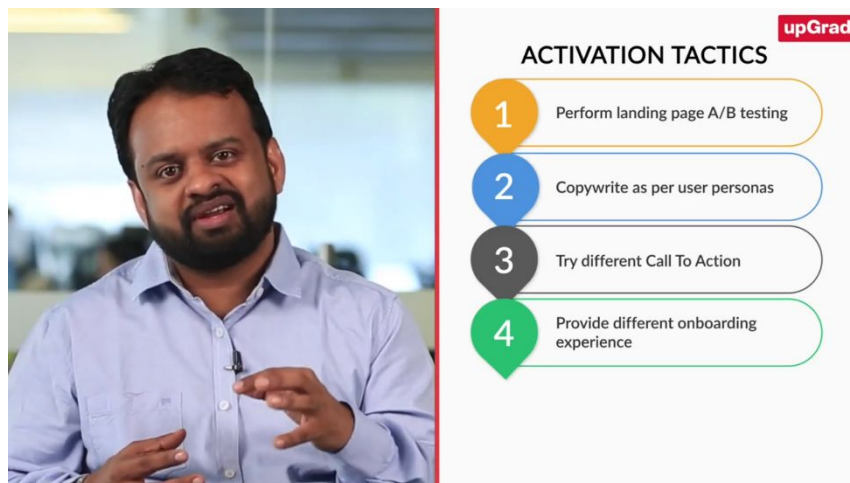 upGrad
ACTIVATION TACTICS
1
Perform landing page A/B testing
2
Copywrite as per user personas
3
Try different Call To Action
4
Provide different onboarding
experience